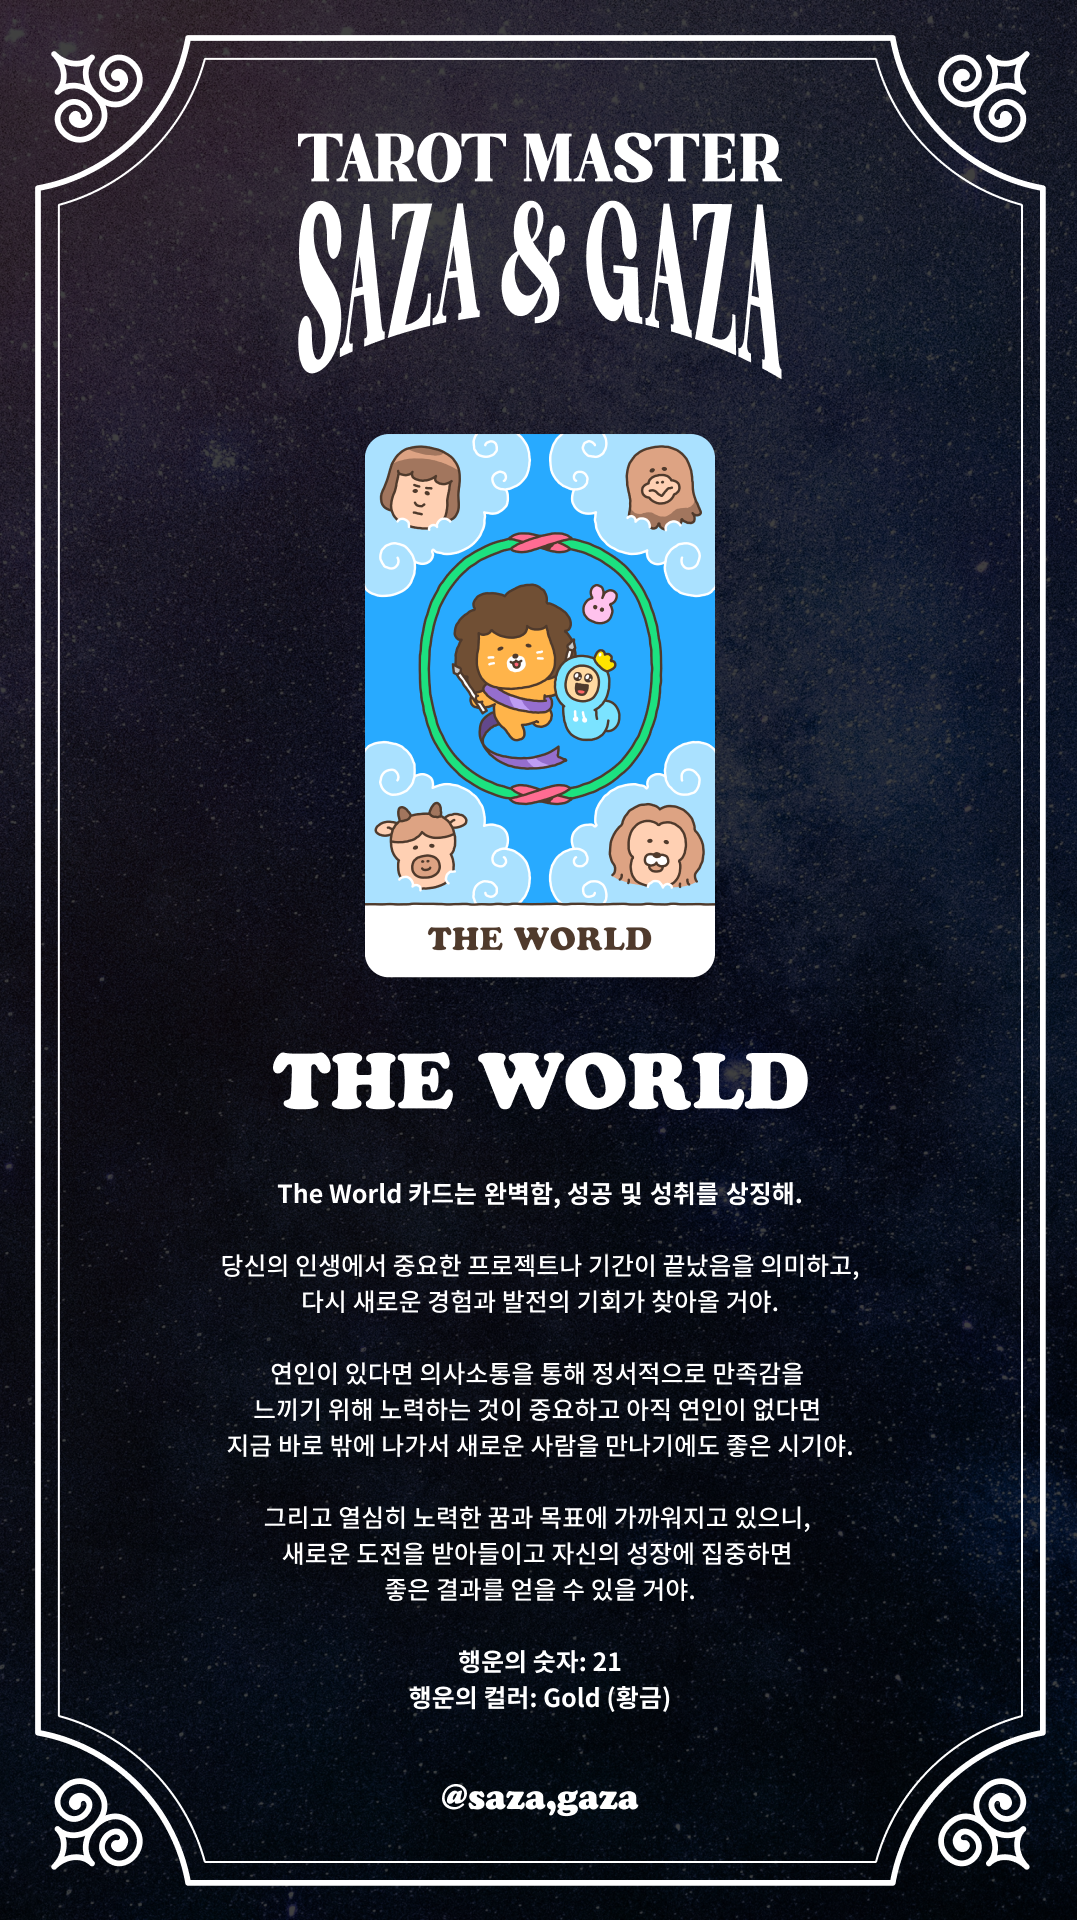 TAROT MASTER
SAZA & GAZA
THE WORLD
THE WORLD
The World 카드는 완벽함, 성공 및 성취를 상징해.
당신의 인생에서 중요한 프로젝트나 기간이 끝났음을 의미하고,
다시 새로운 경험과 발전의 기회가 찾아올 거야.
연인이 있다면 의사소통을 통해 정서적으로 만족감을
느끼기 위해 노력하는 것이 중요하고 아직 연인이 없다면
지금 바로 밖에 나가서 새로운 사람을 만나기에도 좋은 시기야.
그리고 열심히 노력한 꿈과 목표에 가까워지고 있으니,
새로운 도전을 받아들이고 자신의 성장에 집중하면
좋은 결과를 얻을 수 있을 거야.
행운의 숫자: 21
행운의 컬러: Gold (황금)
@saza,gaza